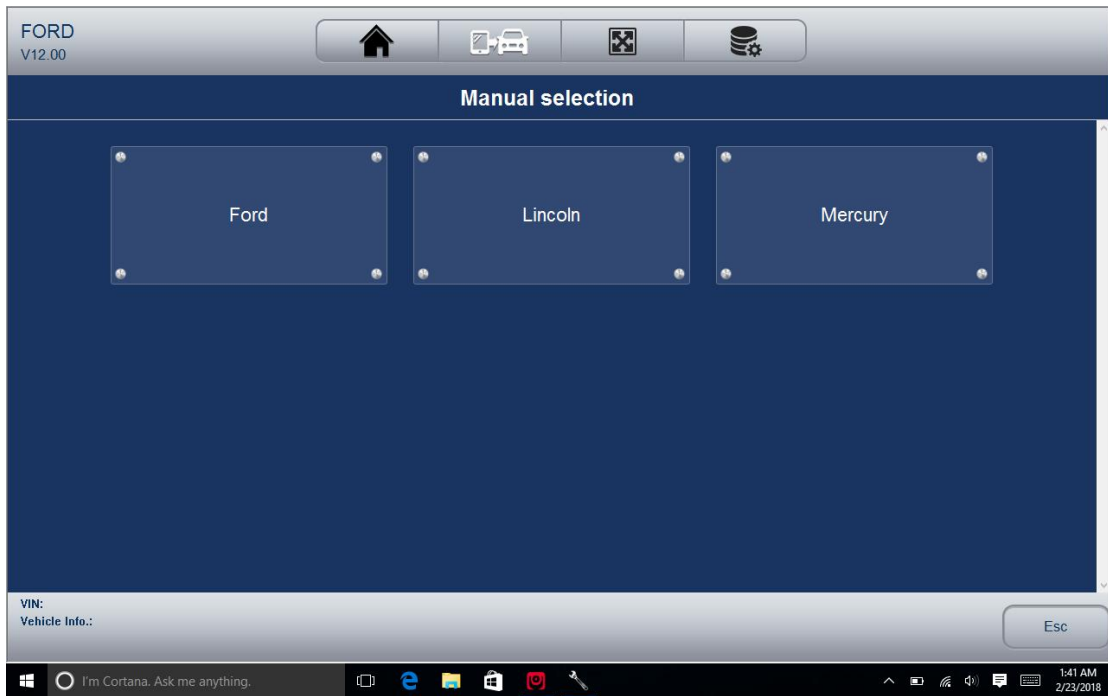 FORD
V12.00
Manual selection
Ford
Lincoln
Mercury
VIN:
Vehicle Info.:
Esc
I'm Cortana. Ask me anything.
1:41 AM
2/23/2018